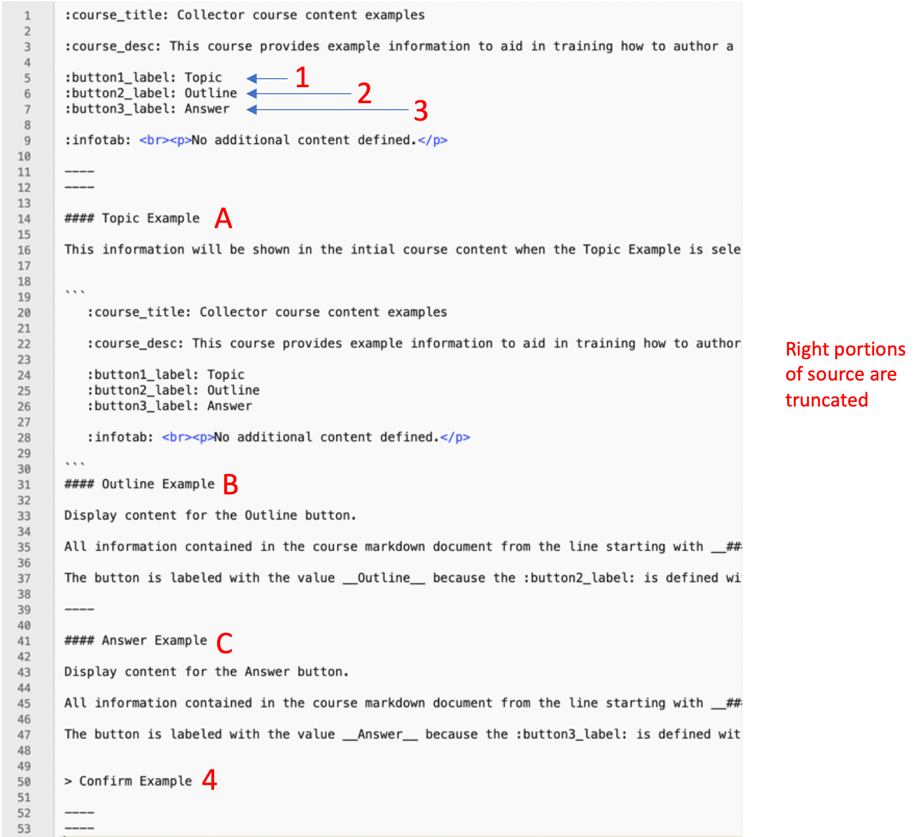 1 :course_title: Collector course content examples
2
3 :course_desc: This course provides example information to aid in training how to author a
4
5 :button1_label: Topic 1
6 :button2_label: Outline 2
7 :button3_label: Answer 3
8
9 :infotab: <br><p>No additional content defined.</p>
10
11 ----
12 ----
13
14 #### Topic Example A
15
16 This information will be shown in the intial course content when the Topic Example is sele
17
18
19 ```
20 :course_title: Collector course content examples
21
22 :course_desc: This course provides example information to aid in training how to author
23
24 :button1_label: Topic
25 :button2_label: Outline
26 :button3_label: Answer
27
28 :infotab: <br><p>No additional content defined.</p>
29
30 ```
31 #### Outline Example B
32
33 Display content for the Outline button.
34
35 All information contained in the course markdown document from the line starting with __##
36
37 The button is labeled with the value __Outline__ because the :button2_label: is defined wi
38
39 ----
40
41 #### Answer Example C
42
43 Display content for the Answer button.
44
45 All information contained in the course markdown document from the line starting with __##
46
47 The button is labeled with the value __Answer__ because the :button3_label: is defined wit
48
49
50 > Confirm Example 4
51
52 ----
53 ----
Right portions
of source are
truncated